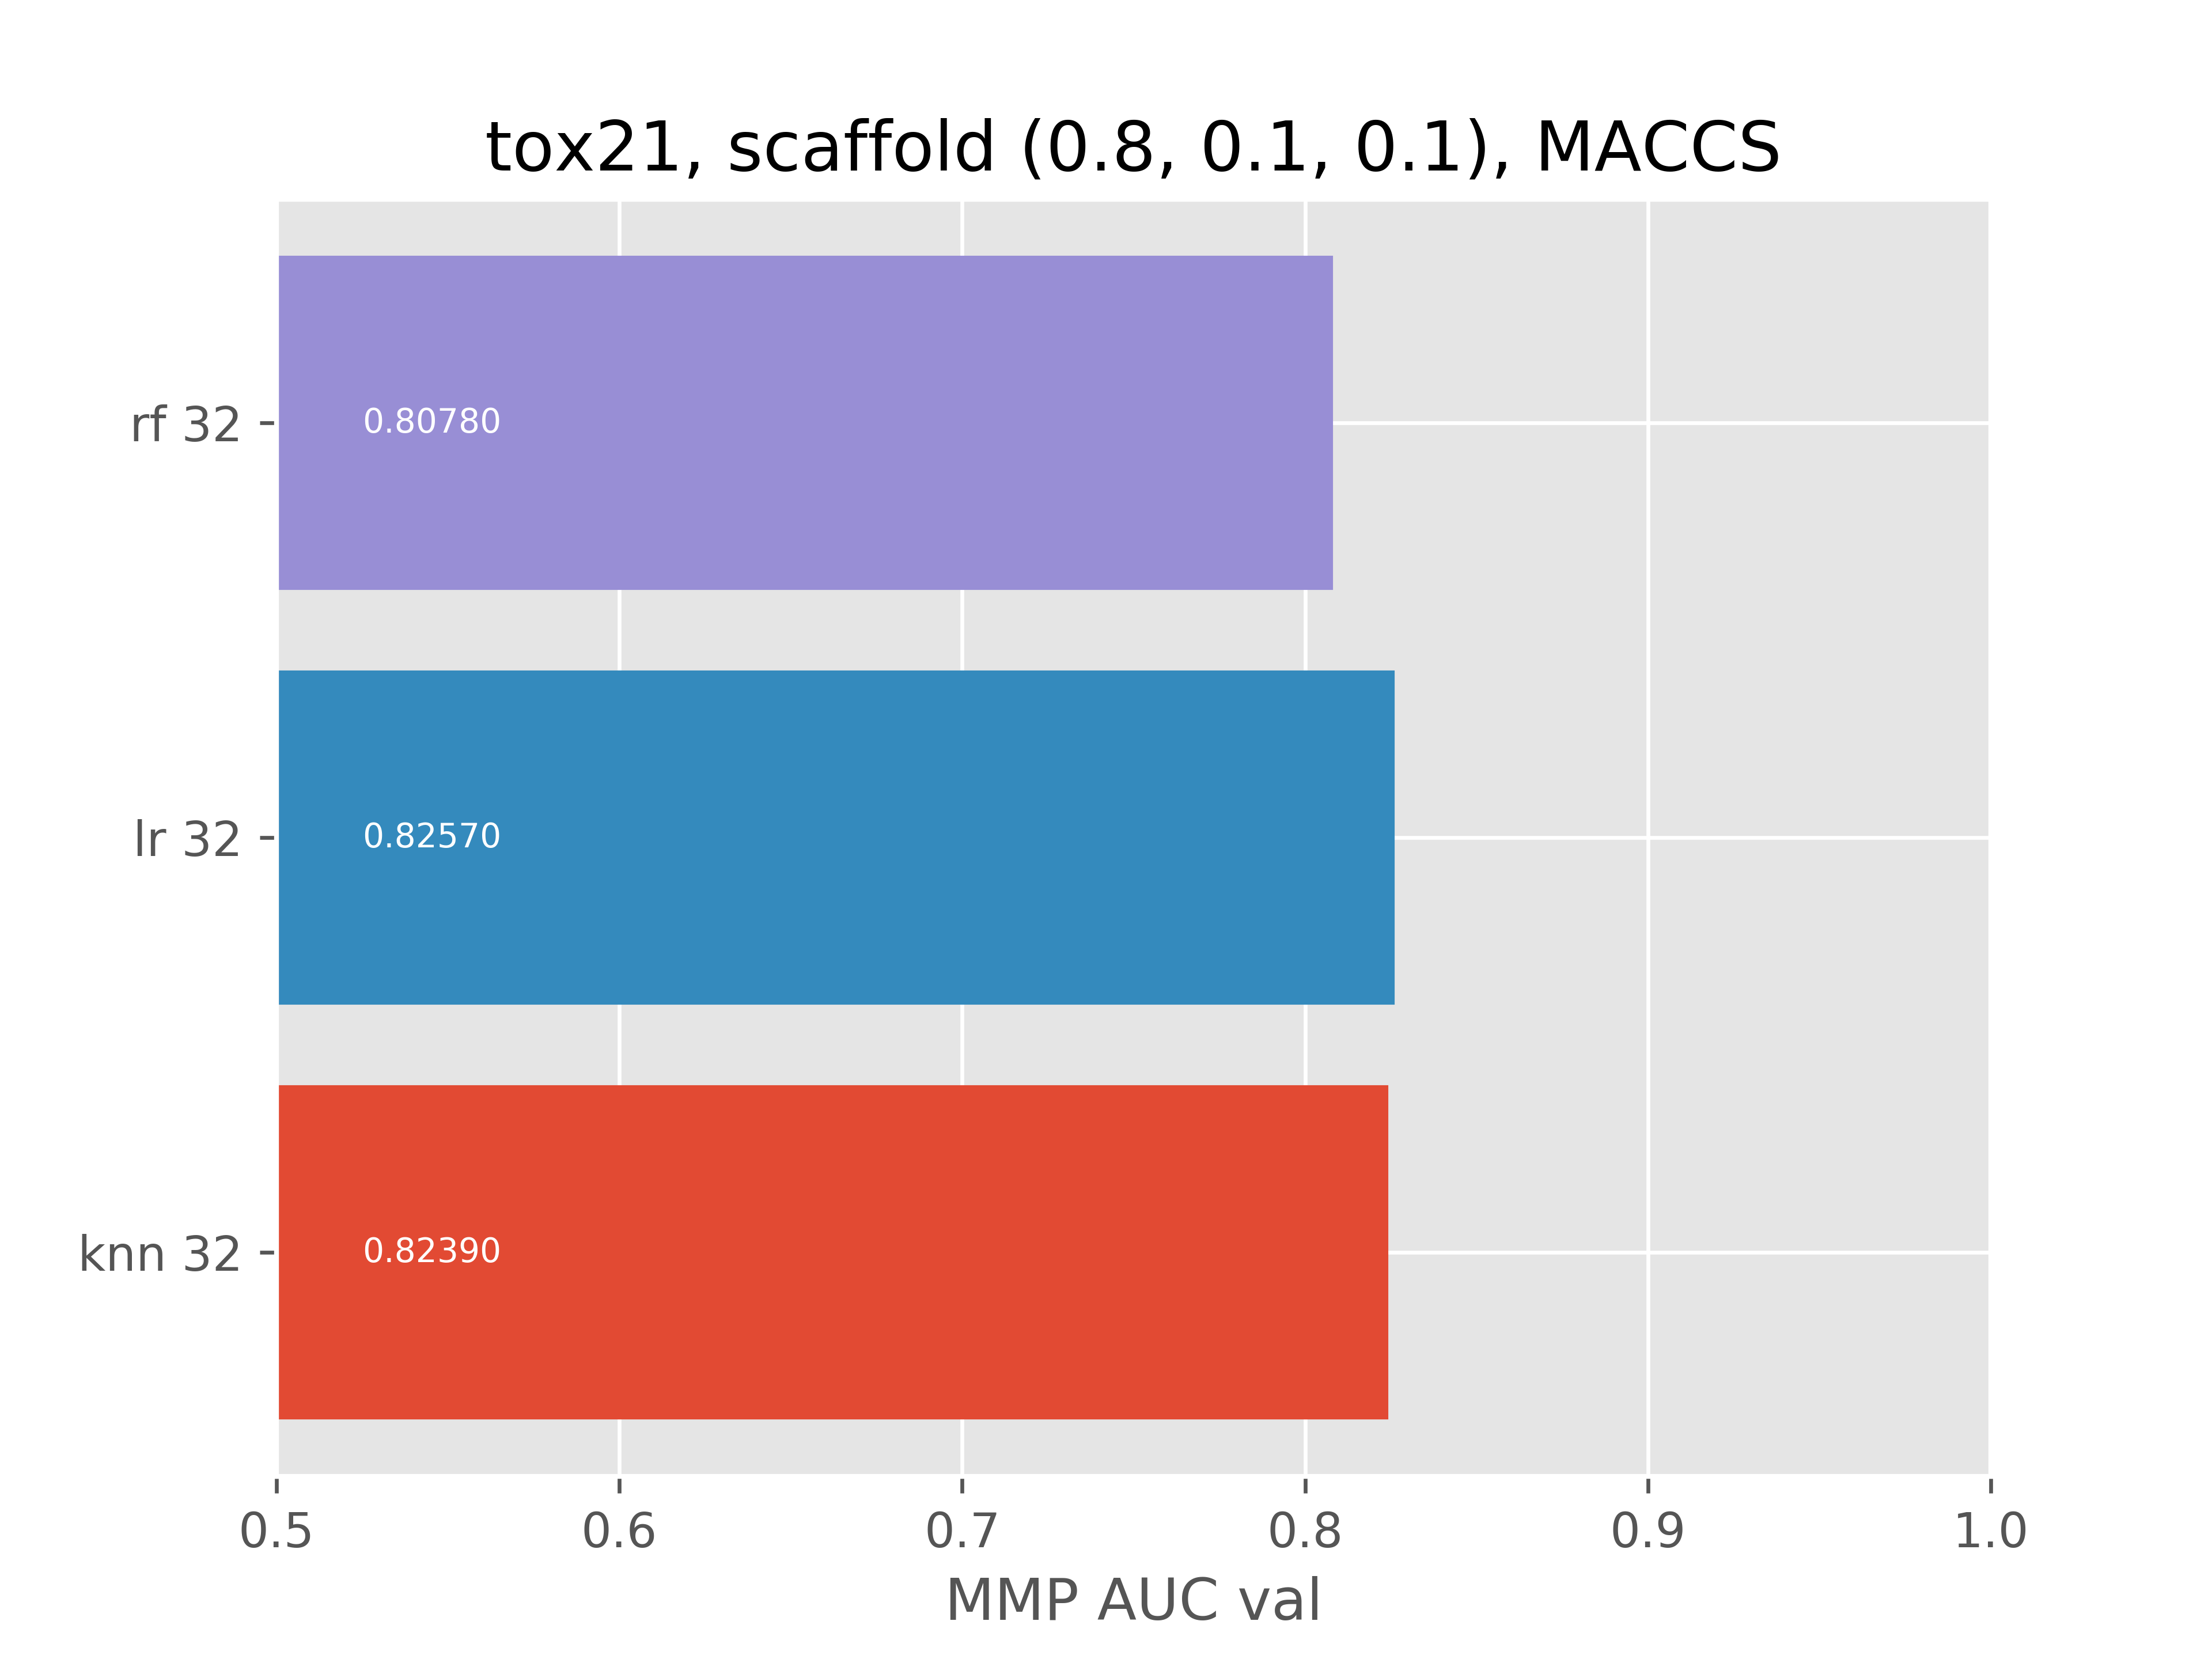 tox21, scaffold (0.8, 0.1, 0.1), MACCS
rf 32
0.80780
lr 32
0.82570
knn 32
0.82390
0.5 0.6 0.7 0.8 0.9 1.0
MMP AUC val